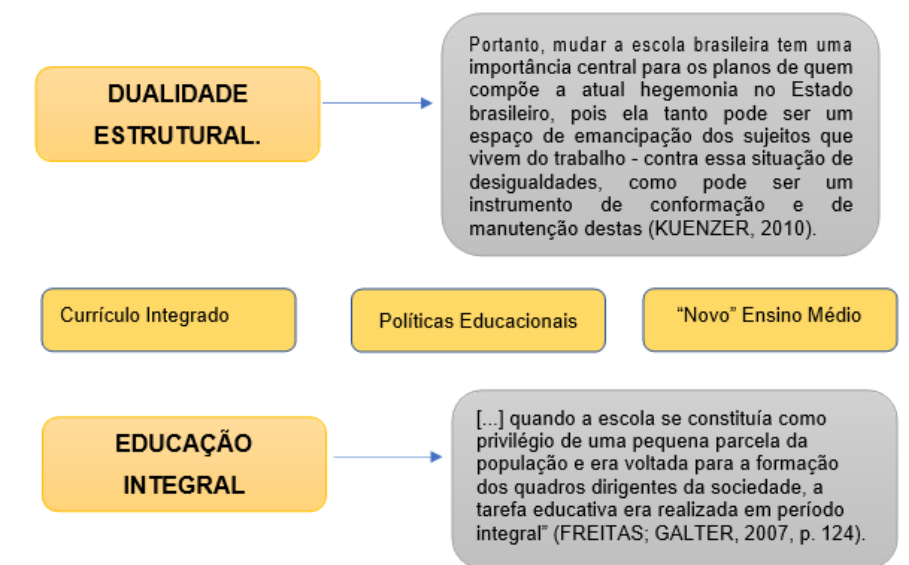 DUALIDADE
ESTRUTURAL.
Portanto, mudar a escola brasileira tem uma
importância central para os planos de quem
compõe a atual hegemonia no Estado
brasileiro, pois ela tanto pode ser um
espaço de emancipação dos sujeitos que
vivem do trabalho - contra essa situação de
desigualdades, como pode ser um
instrumento de conformação e de
manutenção destas (KUENZER, 2010).
Currículo Integrado
Políticas Educacionais
“Novo” Ensino Médio
EDUCAÇÃO
INTEGRAL
[...] quando a escola se constituía como
privilégio de uma pequena parcela da
população e era voltada para a formação
dos quadros dirigentes da sociedade, a
tarefa educativa era realizada em período
integral” (FREITAS; GALTER, 2007, p. 124).